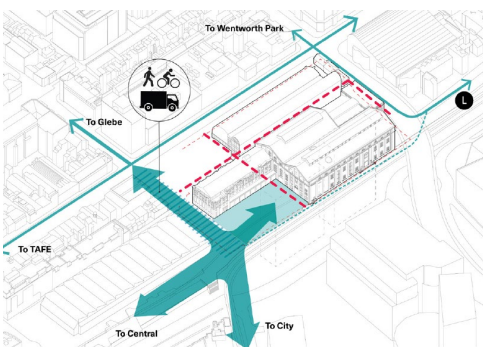 To Wentworth Park
L
To Glebe
To TAFE
To Central
To City